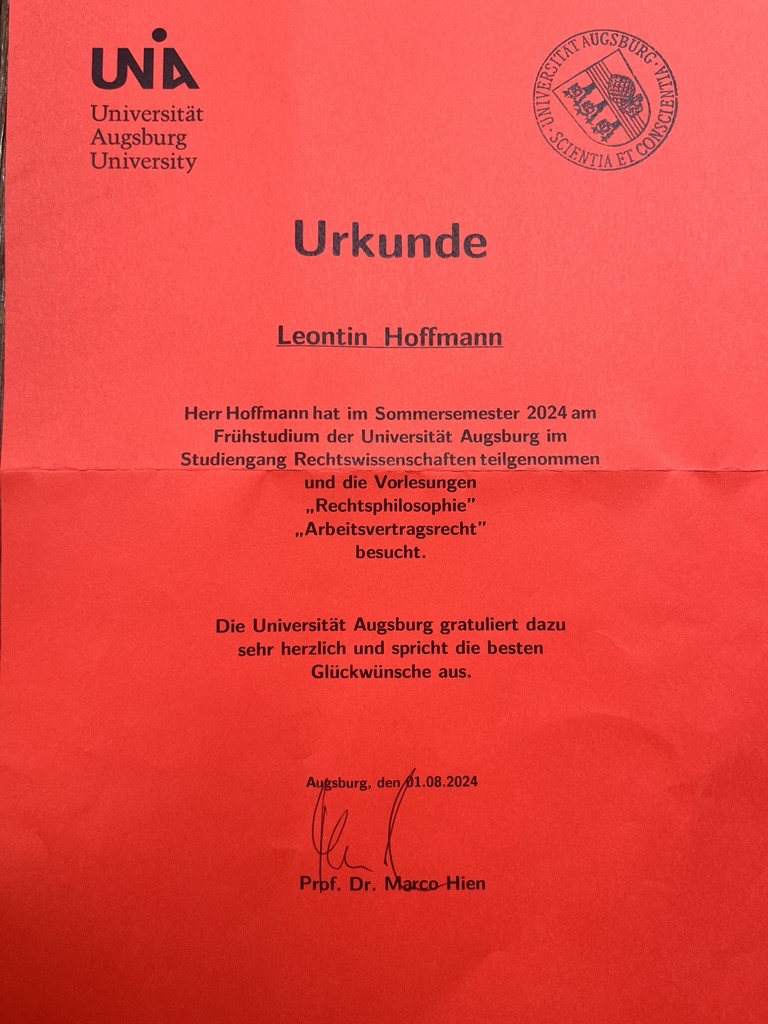 UNIA
Universität
Augsburg
University
· UNIVERSITÄT AUGSBURG · SCIENTIA ET CONSCIENTIA
Urkunde
Leontin Hoffmann
Herr Hoffmann hat im Sommersemester 2024 am
Frühstudium der Universität Augsburg im
Studiengang Rechtswissenschaften teilgenommen
und die Vorlesungen
„Rechtsphilosophie”
„Arbeitsvertragsrecht”
besucht.
Die Universität Augsburg gratuliert dazu
sehr herzlich und spricht die besten
Glückwünsche aus.
Augsburg, den 01.08.2024
Prof. Dr. Marco Hien